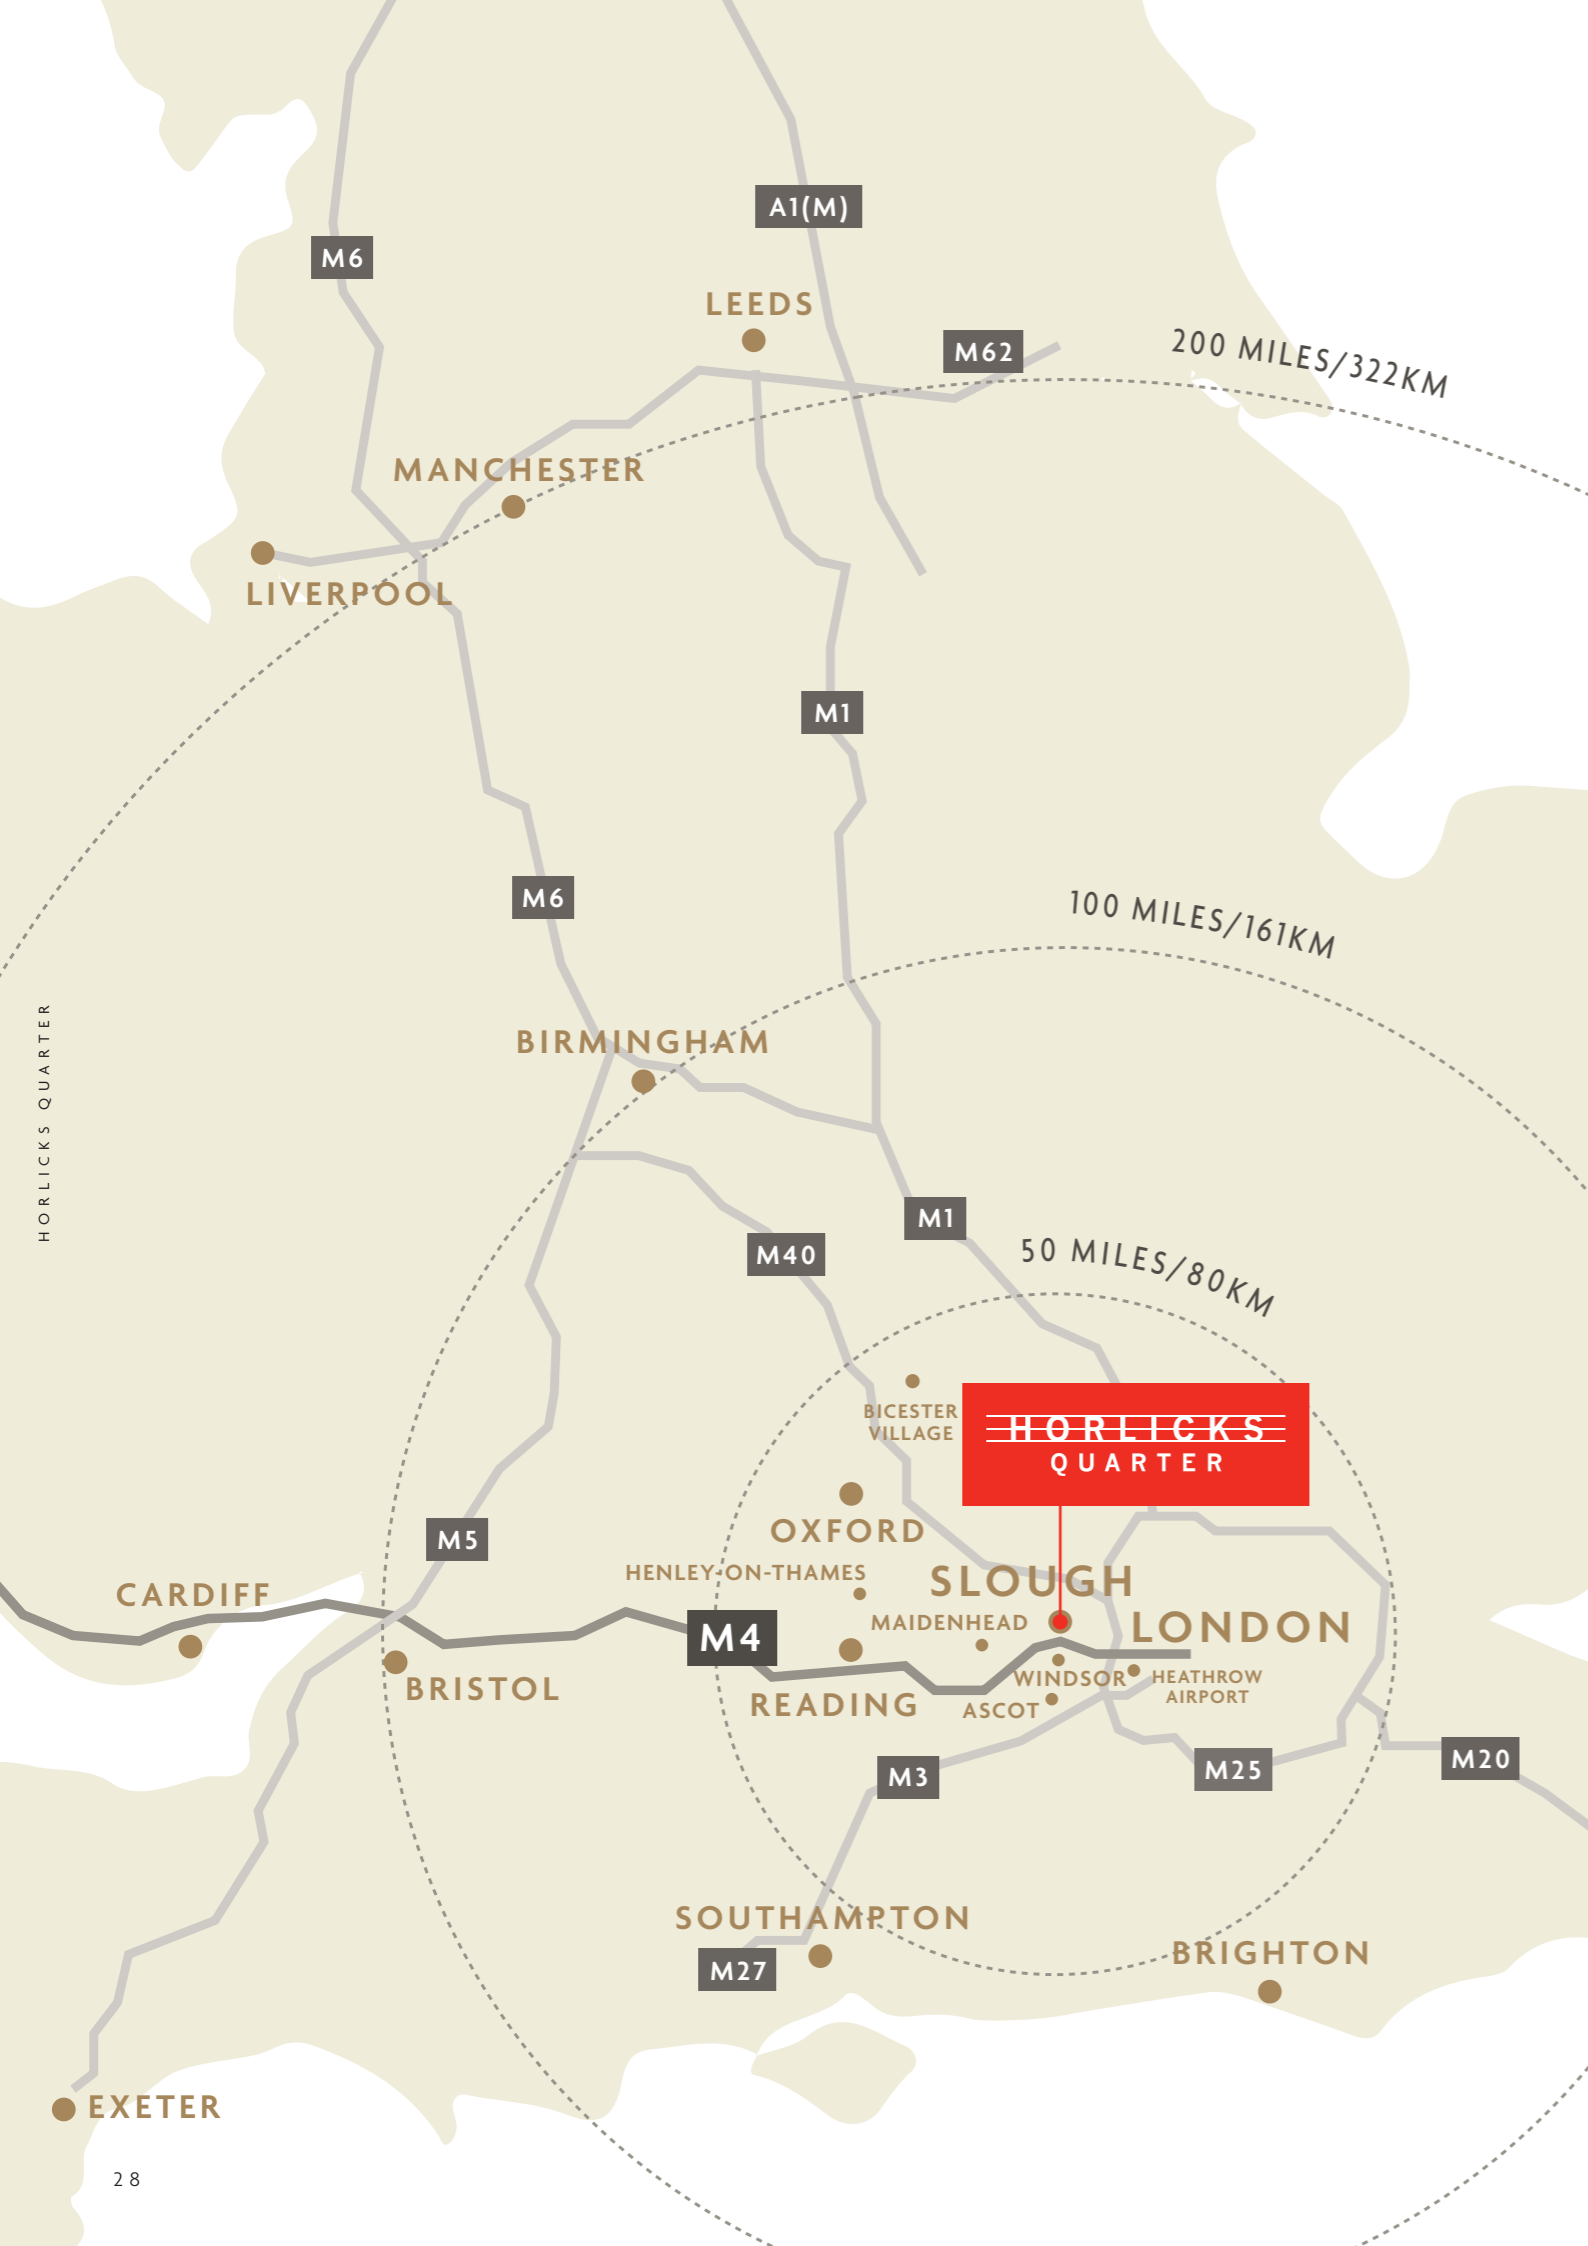 A1(M)
M6
LEEDS
M62
200 MILES/322KM
MANCHESTER
LIVERPOOL
M1
M6
100 MILES/161KM
HORLICKS QUARTER
BIRMINGHAM
M1
M40
50 MILES/80KM
BICESTER
VILLAGE
HORLICKS
QUARTER
OXFORD
M5
HENLEY-ON-THAMES
SLOUGH
CARDIFF
MAIDENHEAD
LONDON
M4
WINDSOR
HEATHROW
AIRPORT
BRISTOL
READING
ASCOT
M3
M25
M20
SOUTHAMPTON
BRIGHTON
M27
EXETER
28